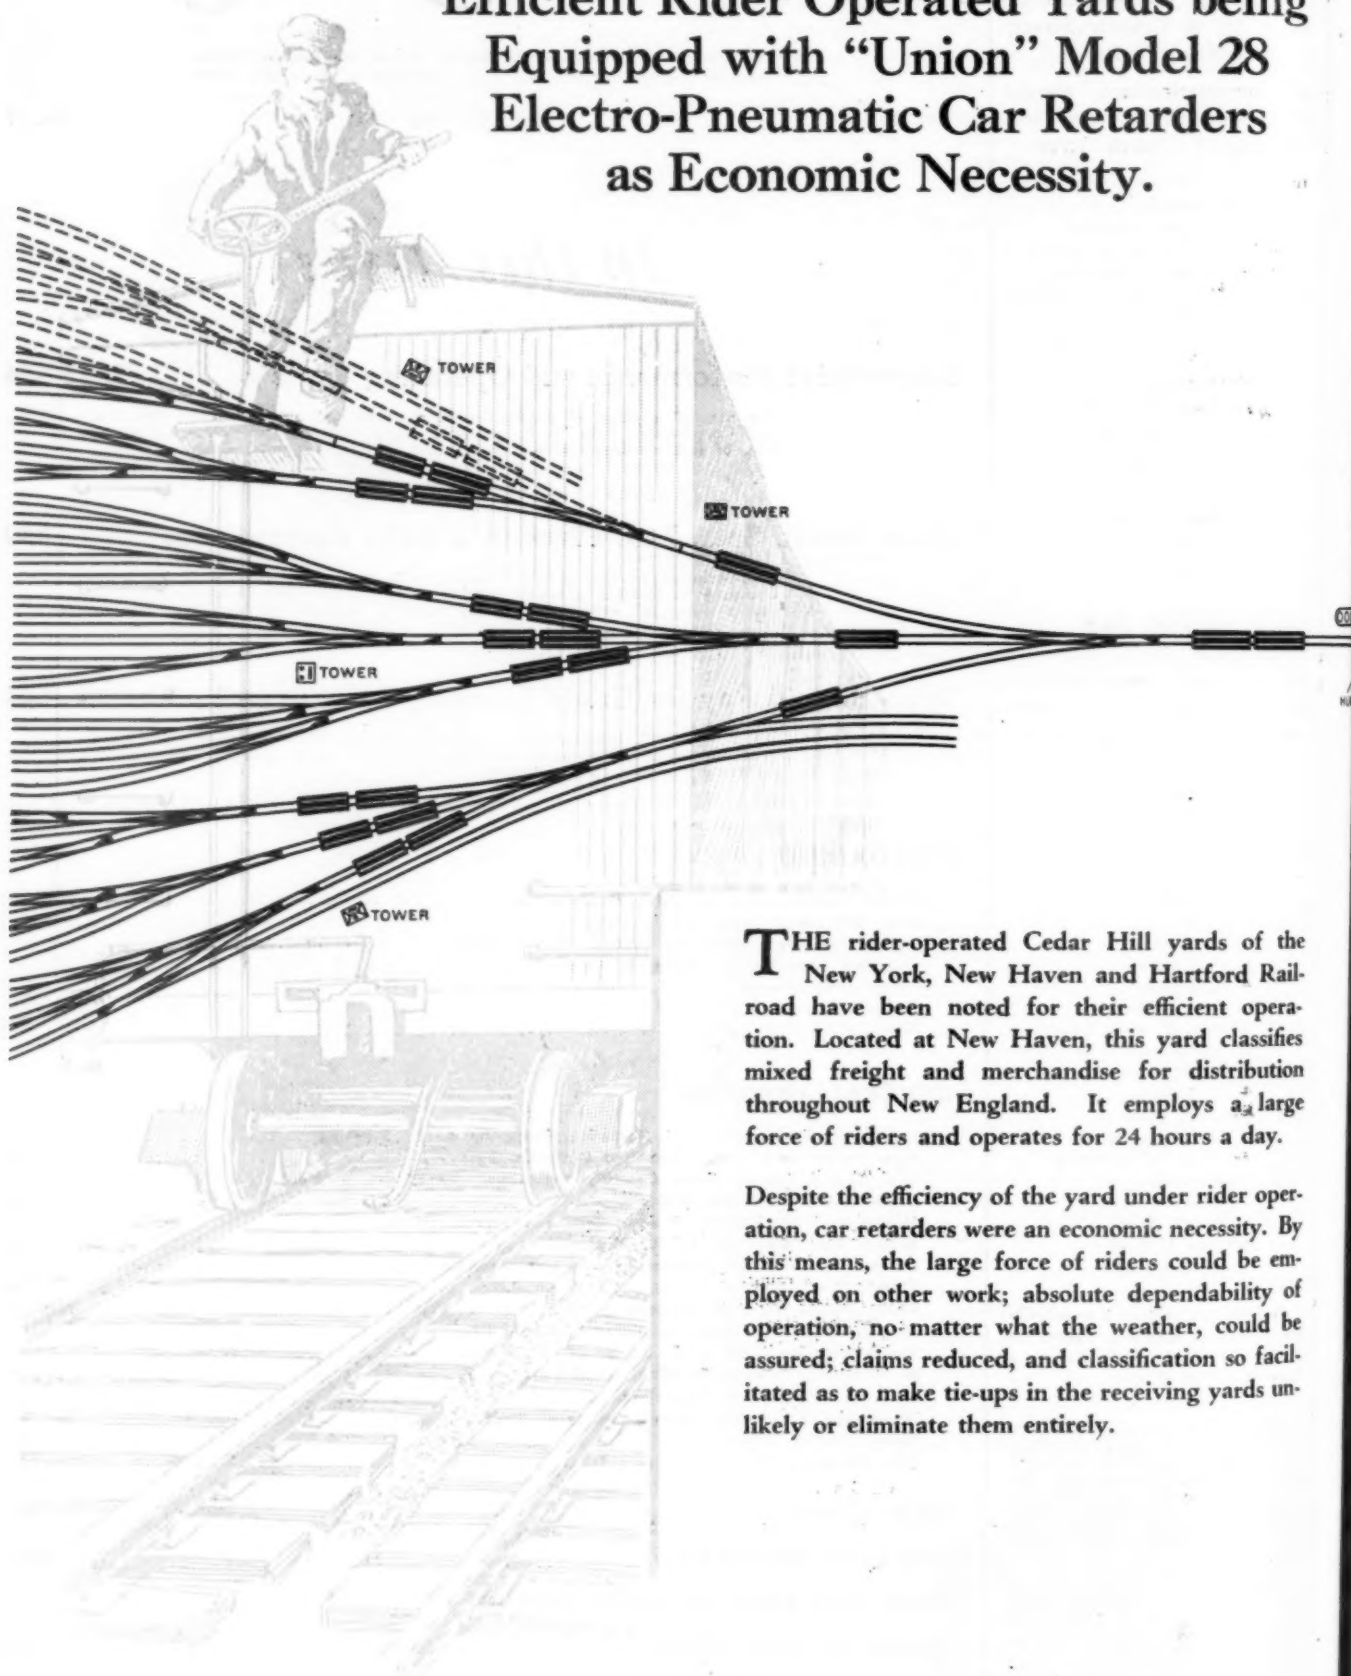 Efficient Rider Operated Yards being
Equipped with “Union” Model 28
Electro-Pneumatic Car Retarders
as Economic Necessity.
TOWER
TOWER
TOWER
TOWER
THE rider-operated Cedar Hill yards of the
New York, New Haven and Hartford Rail-
road have been noted for their efficient opera-
tion. Located at New Haven, this yard classifies
mixed freight and merchandise for distribution
throughout New England. It employs a large
force of riders and operates for 24 hours a day.
Despite the efficiency of the yard under rider oper-
ation, car retarders were an economic necessity. By
this means, the large force of riders could be em-
ployed on other work; absolute dependability of
operation, no matter what the weather, could be
assured; claims reduced, and classification so facil-
itated as to make tie-ups in the receiving yards un-
likely or eliminate them entirely.